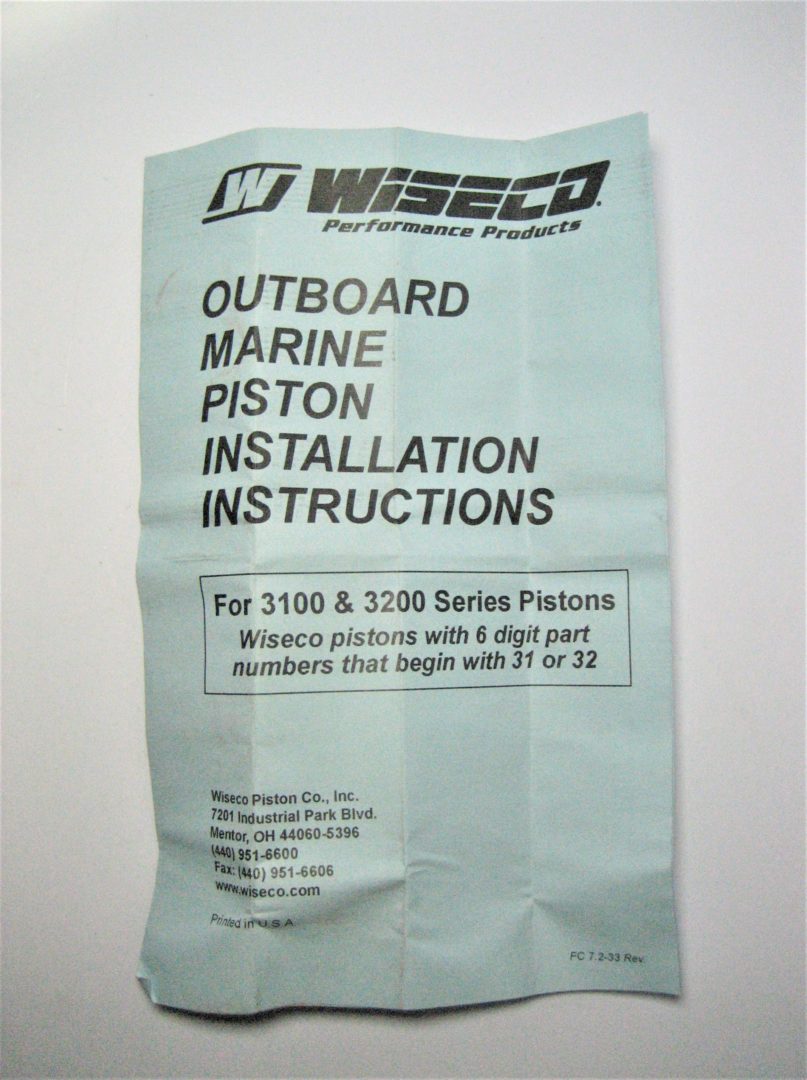 W WISECO.
Performance Products
OUTBOARD
MARINE
PISTON
INSTALLATION
INSTRUCTIONS
For 3100 & 3200 Series Pistons
Wiseco pistons with 6 digit part
numbers that begin with 31 or 32
Wiseco Piston Co., Inc.
7201 Industrial Park Blvd.
Mentor, OH 44060-5396
(440) 951-6600
Fax: (440) 951-6606
www.wiseco.com
Printed in U.S.A.
FC 7.2-33 Rev.